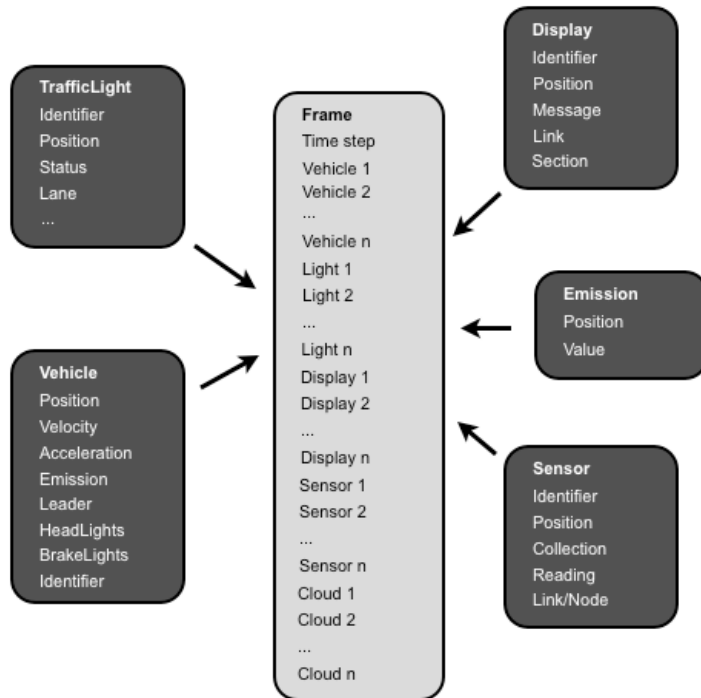 TrafficLight
Identifier
Position
Status
Lane
...
Vehicle
Position
Velocity
Acceleration
Emission
Leader
HeadLights
BrakeLights
Identifier
Frame
Time step
Vehicle 1
Vehicle 2
...
Vehicle n
Light 1
Light 2
...
Light n
Display 1
Display 2
...
Display n
Sensor 1
Sensor 2
...
Sensor n
Cloud 1
Cloud 2
...
Cloud n
Display
Identifier
Position
Message
Link
Section
Emission
Position
Value
Sensor
Identifier
Position
Collection
Reading
Link/Node